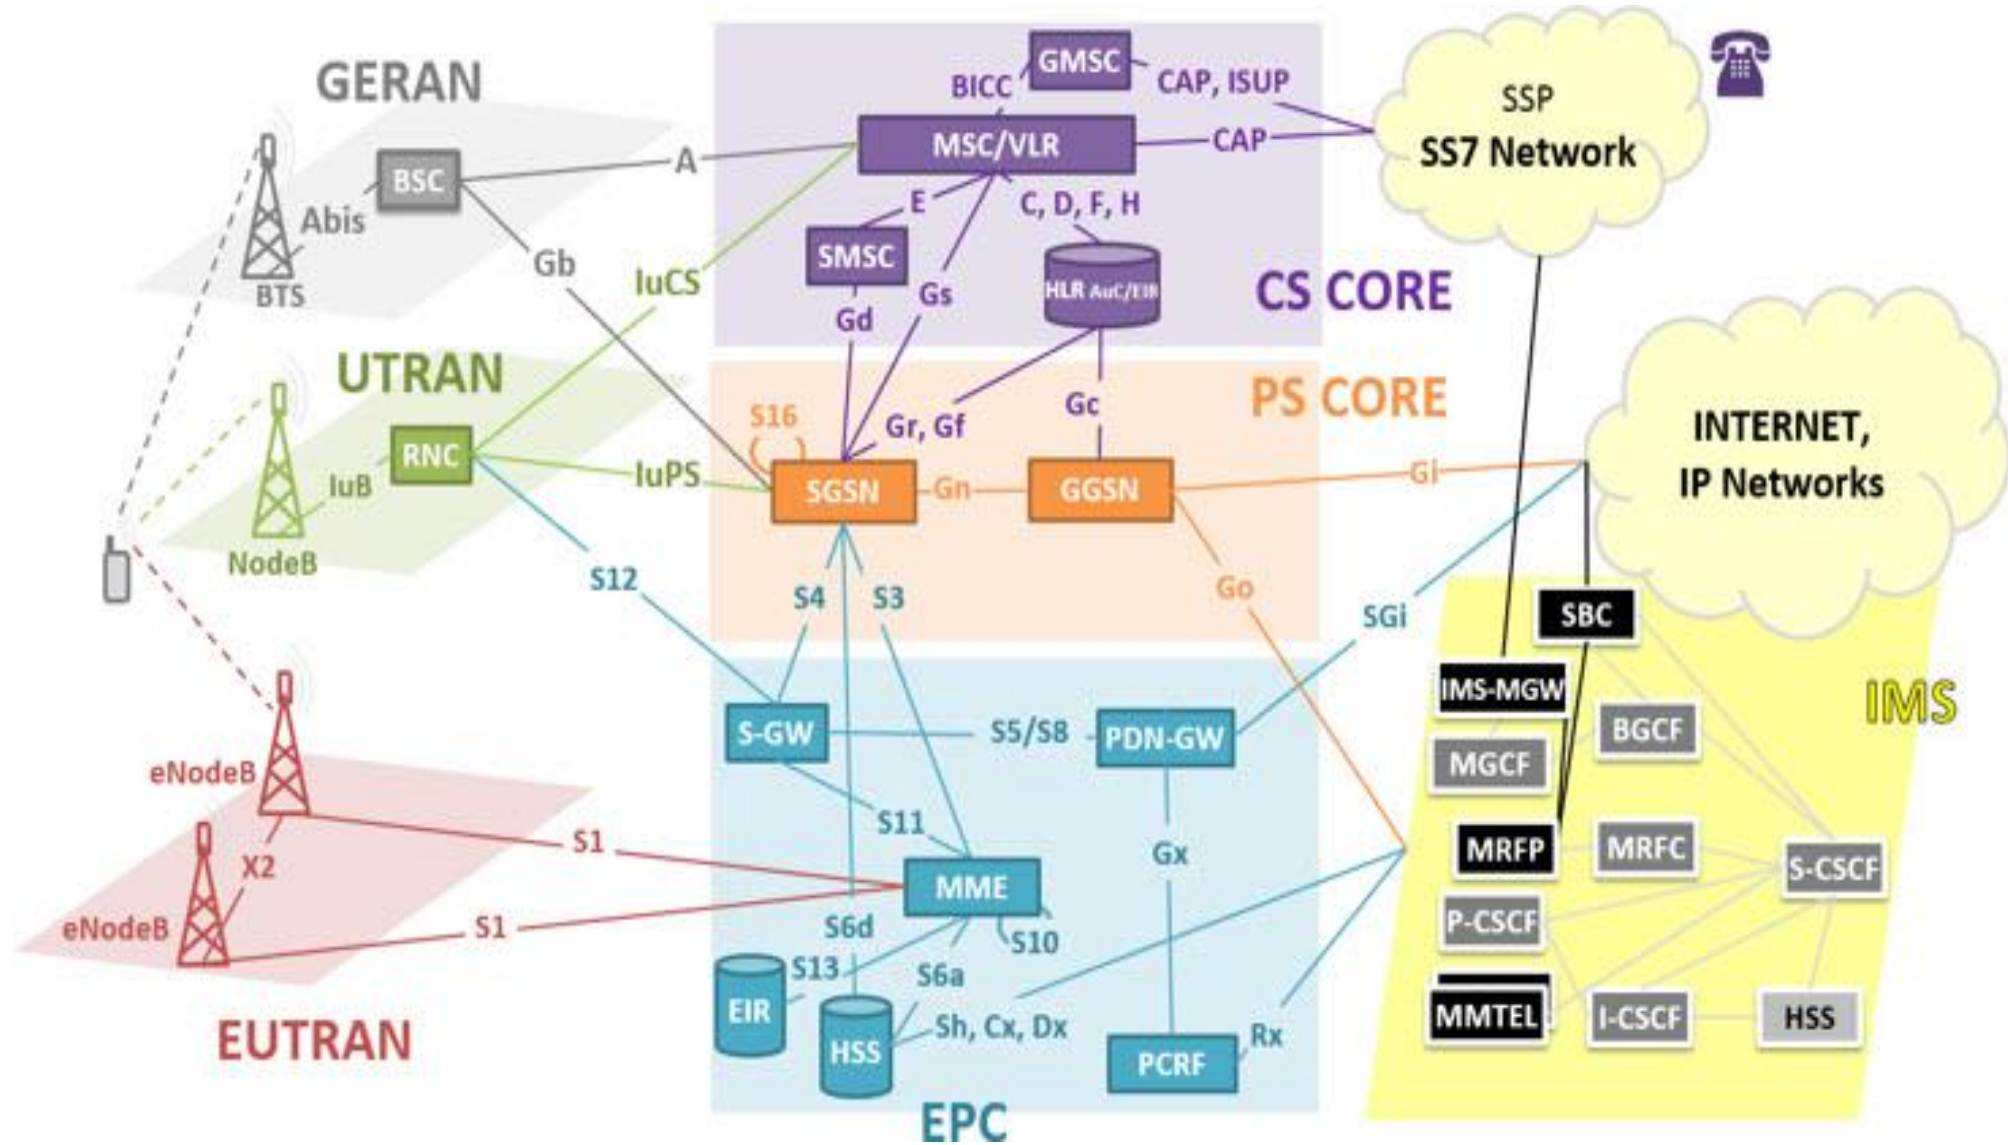 GERAN
BTS
Abis
BSC
A
Gb
UTRAN
NodeB
IuB
RNC
IuCS
IuPS
S12
eNodeB
eNodeB
X2
S1
S1
EUTRAN
GMSC
BICC
CAP, ISUP
MSC/VLR
CAP
E
C, D, F, H
SMSC
HLR AuC/EIR
Gd
Gs
CS CORE
SSP
SS7 Network
PS CORE
S16
Gr, Gf
Gc
SGSN
Gn
GGSN
Gi
S4
S3
Go
SGi
INTERNET,
IP Networks
S-GW
S5/S8
PDN-GW
S11
Gx
MME
S10
S6d
S13
S6a
EIR
HSS
Sh, Cx, Dx
PCRF
Rx
EPC
IMS
SBC
IMS-MGW
BGCF
MGCF
MRFP
MRFC
S-CSCF
P-CSCF
MMTEL
I-CSCF
HSS